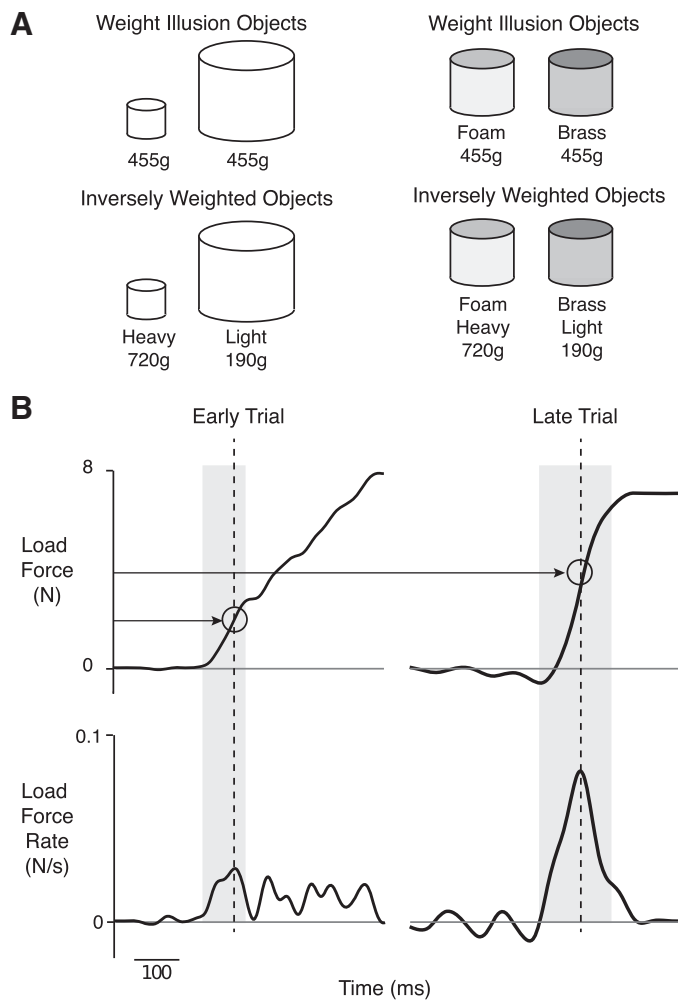 A
Weight Illusion Objects
455g
455g
Inversely Weighted Objects
Heavy
720g
Light
190g
Weight Illusion Objects
Foam
455g
Brass
455g
Inversely Weighted Objects
Foam
Heavy
720g
Brass
Light
190g
B
Early Trial
Late Trial
8
Load
Force
(N)
0
0.1
Load
Force
Rate
(N/s)
0
100
Time (ms)